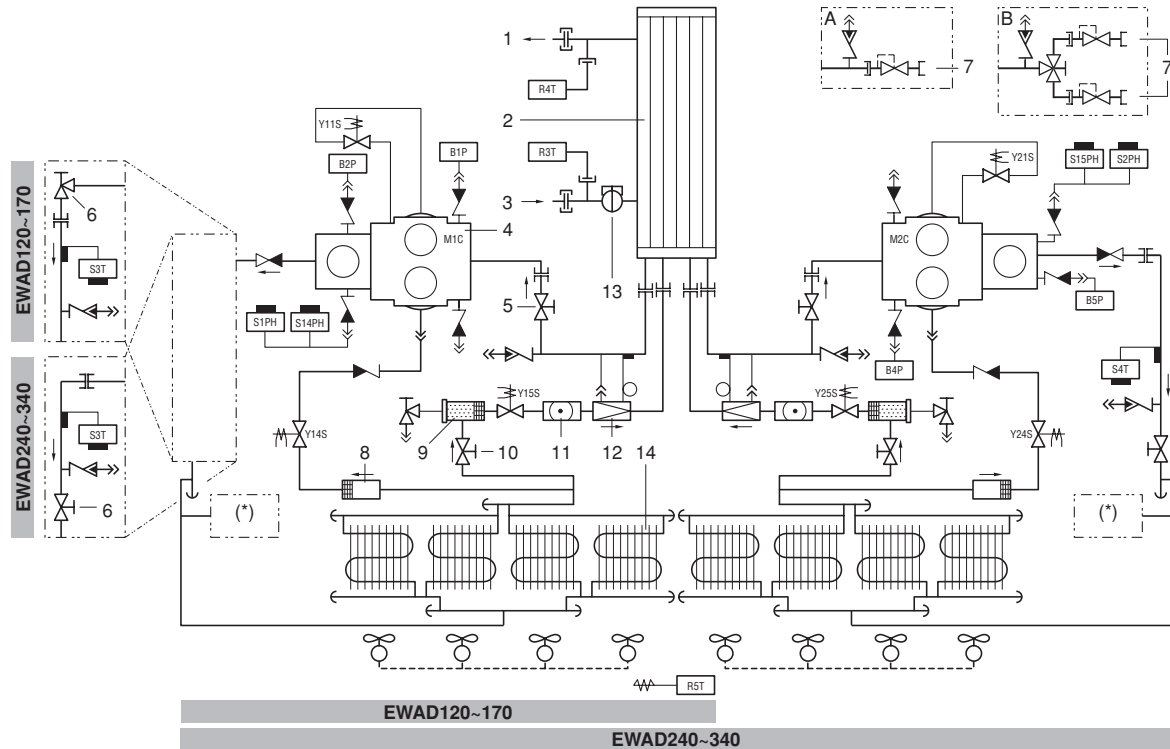 A
B
1
7
7
R4T
2
Y11S
B2P
B1P
R3T
Y21S
S15PH
S2PH
EWAD120~170
6
S3T
3
M1C
4
M2C
5
13
S1PH
S14PH
B5P
B4P
S4T
EWAD240~340
S3T
6
Y15S
Y25S
Y14S
Y24S
8
9
10
11
12
14
(*)
(*)
R5T
EWAD120~170
EWAD240~340